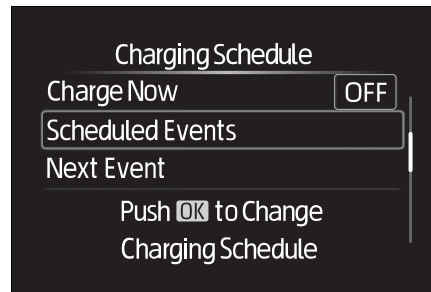 Charging Schedule
Charge Now OFF
Scheduled Events
Next Event
Push OK to Change
Charging Schedule